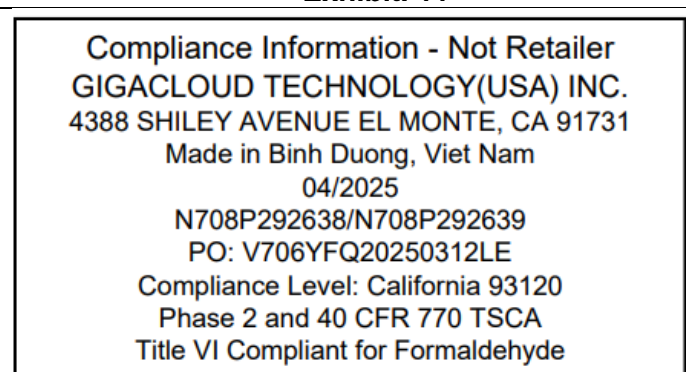 Compliance Information - Not Retailer
GIGACLOUD TECHNOLOGY(USA) INC.
4388 SHILEY AVENUE EL MONTE, CA 91731
Made in Binh Duong, Viet Nam
04/2025
N708P292638/N708P292639
PO: V706YFQ20250312LE
Compliance Level: California 93120
Phase 2 and 40 CFR 770 TSCA
Title VI Compliant for Formaldehyde